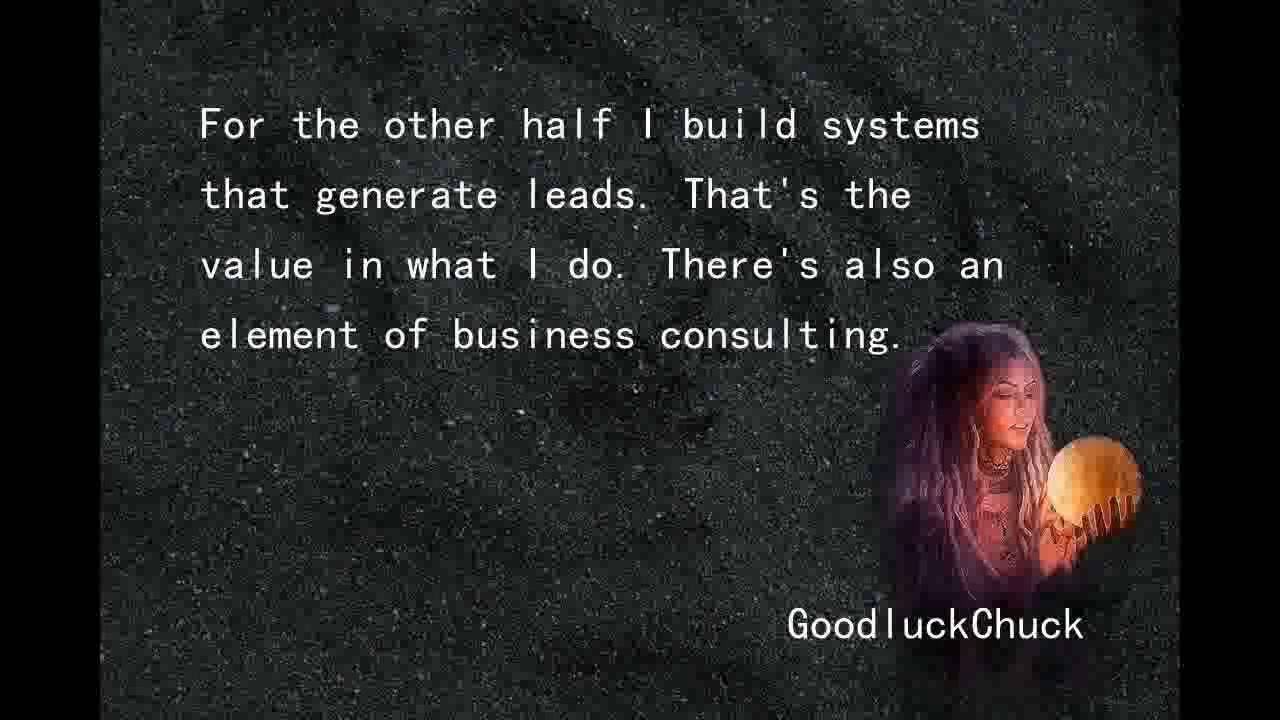 For the other half I build systems
that generate leads. That's the
value in what I do. There's also an
element of business consulting.
GoodluckChuck